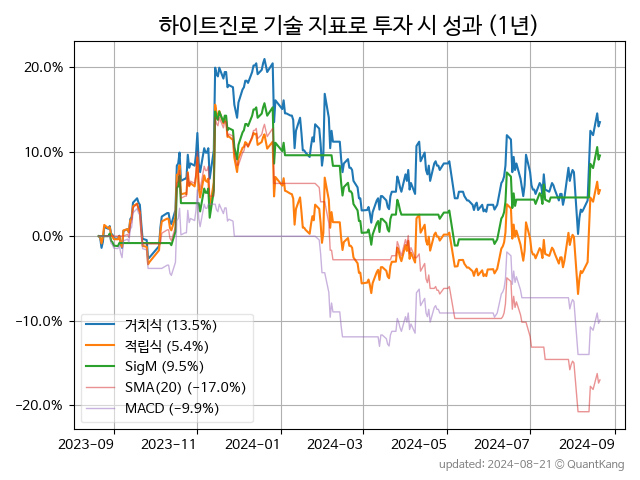 하이트진로 기술 지표로 투자 시 성과 (1년)
20.0%
10.0%
0.0%
−10.0%
−20.0%
거치식 (13.5%)
적립식 (5.4%)
SigM (9.5%)
SMA(20) (−17.0%)
MACD (−9.9%)
2023-09 2023-11 2024-01 2024-03 2024-05 2024-07 2024-09
updated: 2024-08-21 © QuantKang